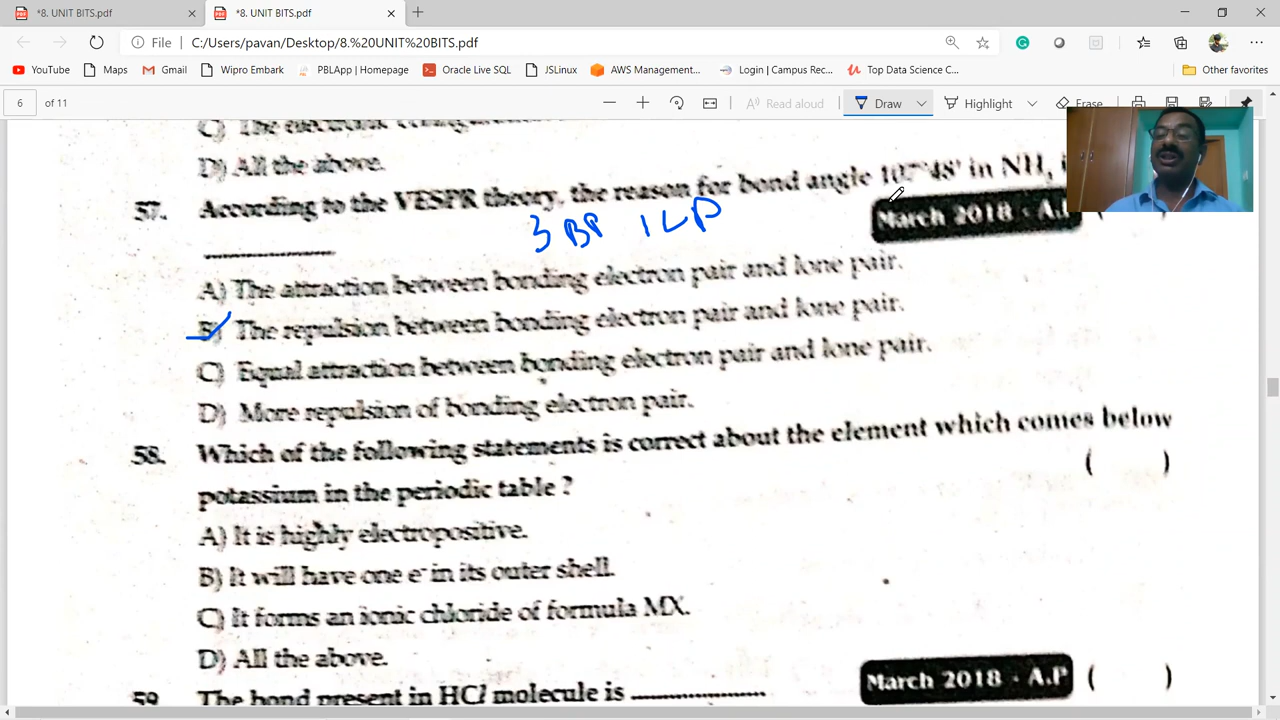 *8. UNIT BITS.pdf
*8. UNIT BITS.pdf
File C:/Users/pavan/Desktop/8.%20UNIT%20BITS.pdf
YouTube Maps Gmail Wipro Embark PBLApp | Homepage Oracle Live SQL JSLinux AWS Management... Login | Campus Rec... Top Data Science C... Other favorites
6 of 11 Read aloud Draw Highlight Erase
D) All the above.
57. According to the VESPR theory, the reason for bond angle 107°48' in NH3
3 BP 1 LP
March 2018 - A.P
...............
A) The attraction between bonding electron pair and lone pair.
B) The repulsion between bonding electron pair and lone pair.
C) Equal attraction between bonding electron pair and lone pair.
D) More repulsion of bonding electron pair.
58. Which of the following statements is correct about the element which comes below
potassium in the periodic table ? ( )
A) It is highly electropositive.
B) It will have one e- in its outer shell.
C) It forms an ionic chloride of formula MX.
D) All the above.
59. The bond present in HCl molecule is ............... March 2018 - A.P ( )